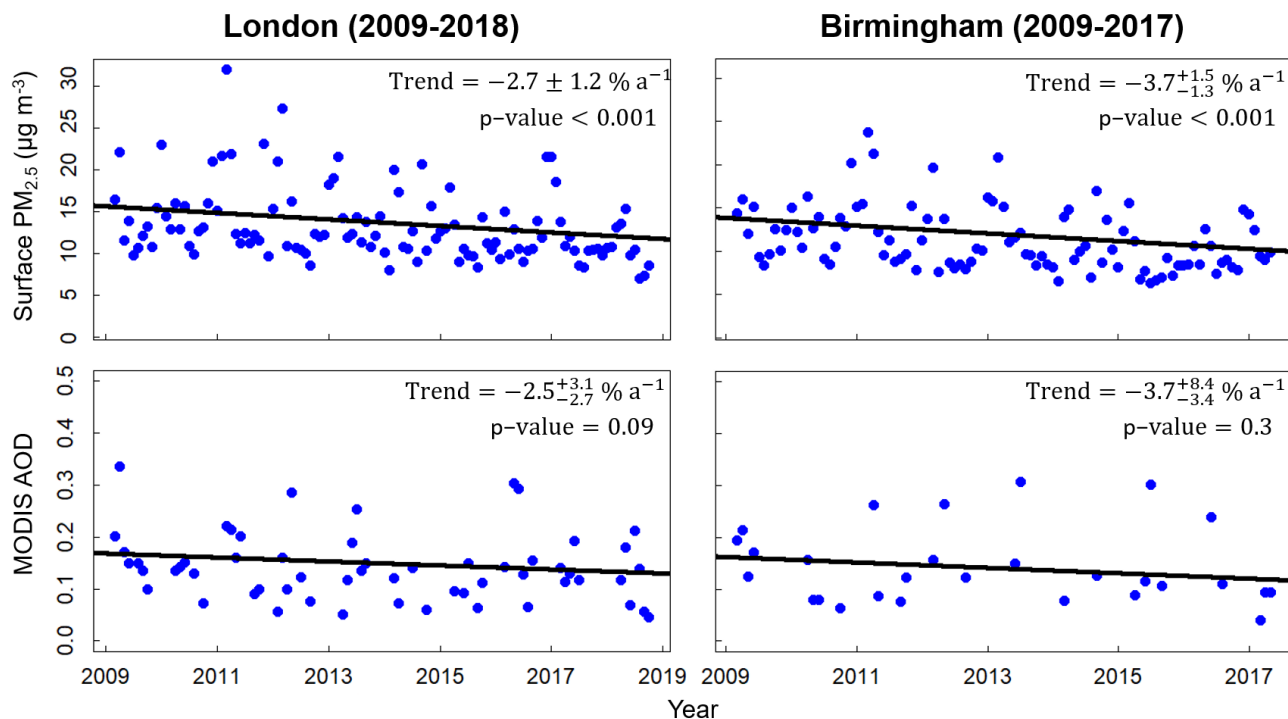 London (2009-2018)
Birmingham (2009-2017)
Surface PM2.5 (µg m-3)
30
25
20
15
10
5
0
Trend = −2.7 ± 1.2 % a−1
p−value < 0.001
Trend = −3.7 +1.5 −1.3 % a−1
p−value < 0.001
MODIS AOD
0.5
0.4
0.3
0.2
0.1
0.0
Trend = −2.5 +3.1 −2.7 % a−1
p−value = 0.09
Trend = −3.7 +8.4 −3.4 % a−1
p−value = 0.3
2009 2011 2013 2015 2017 2019
2009 2011 2013 2015 2017
Year